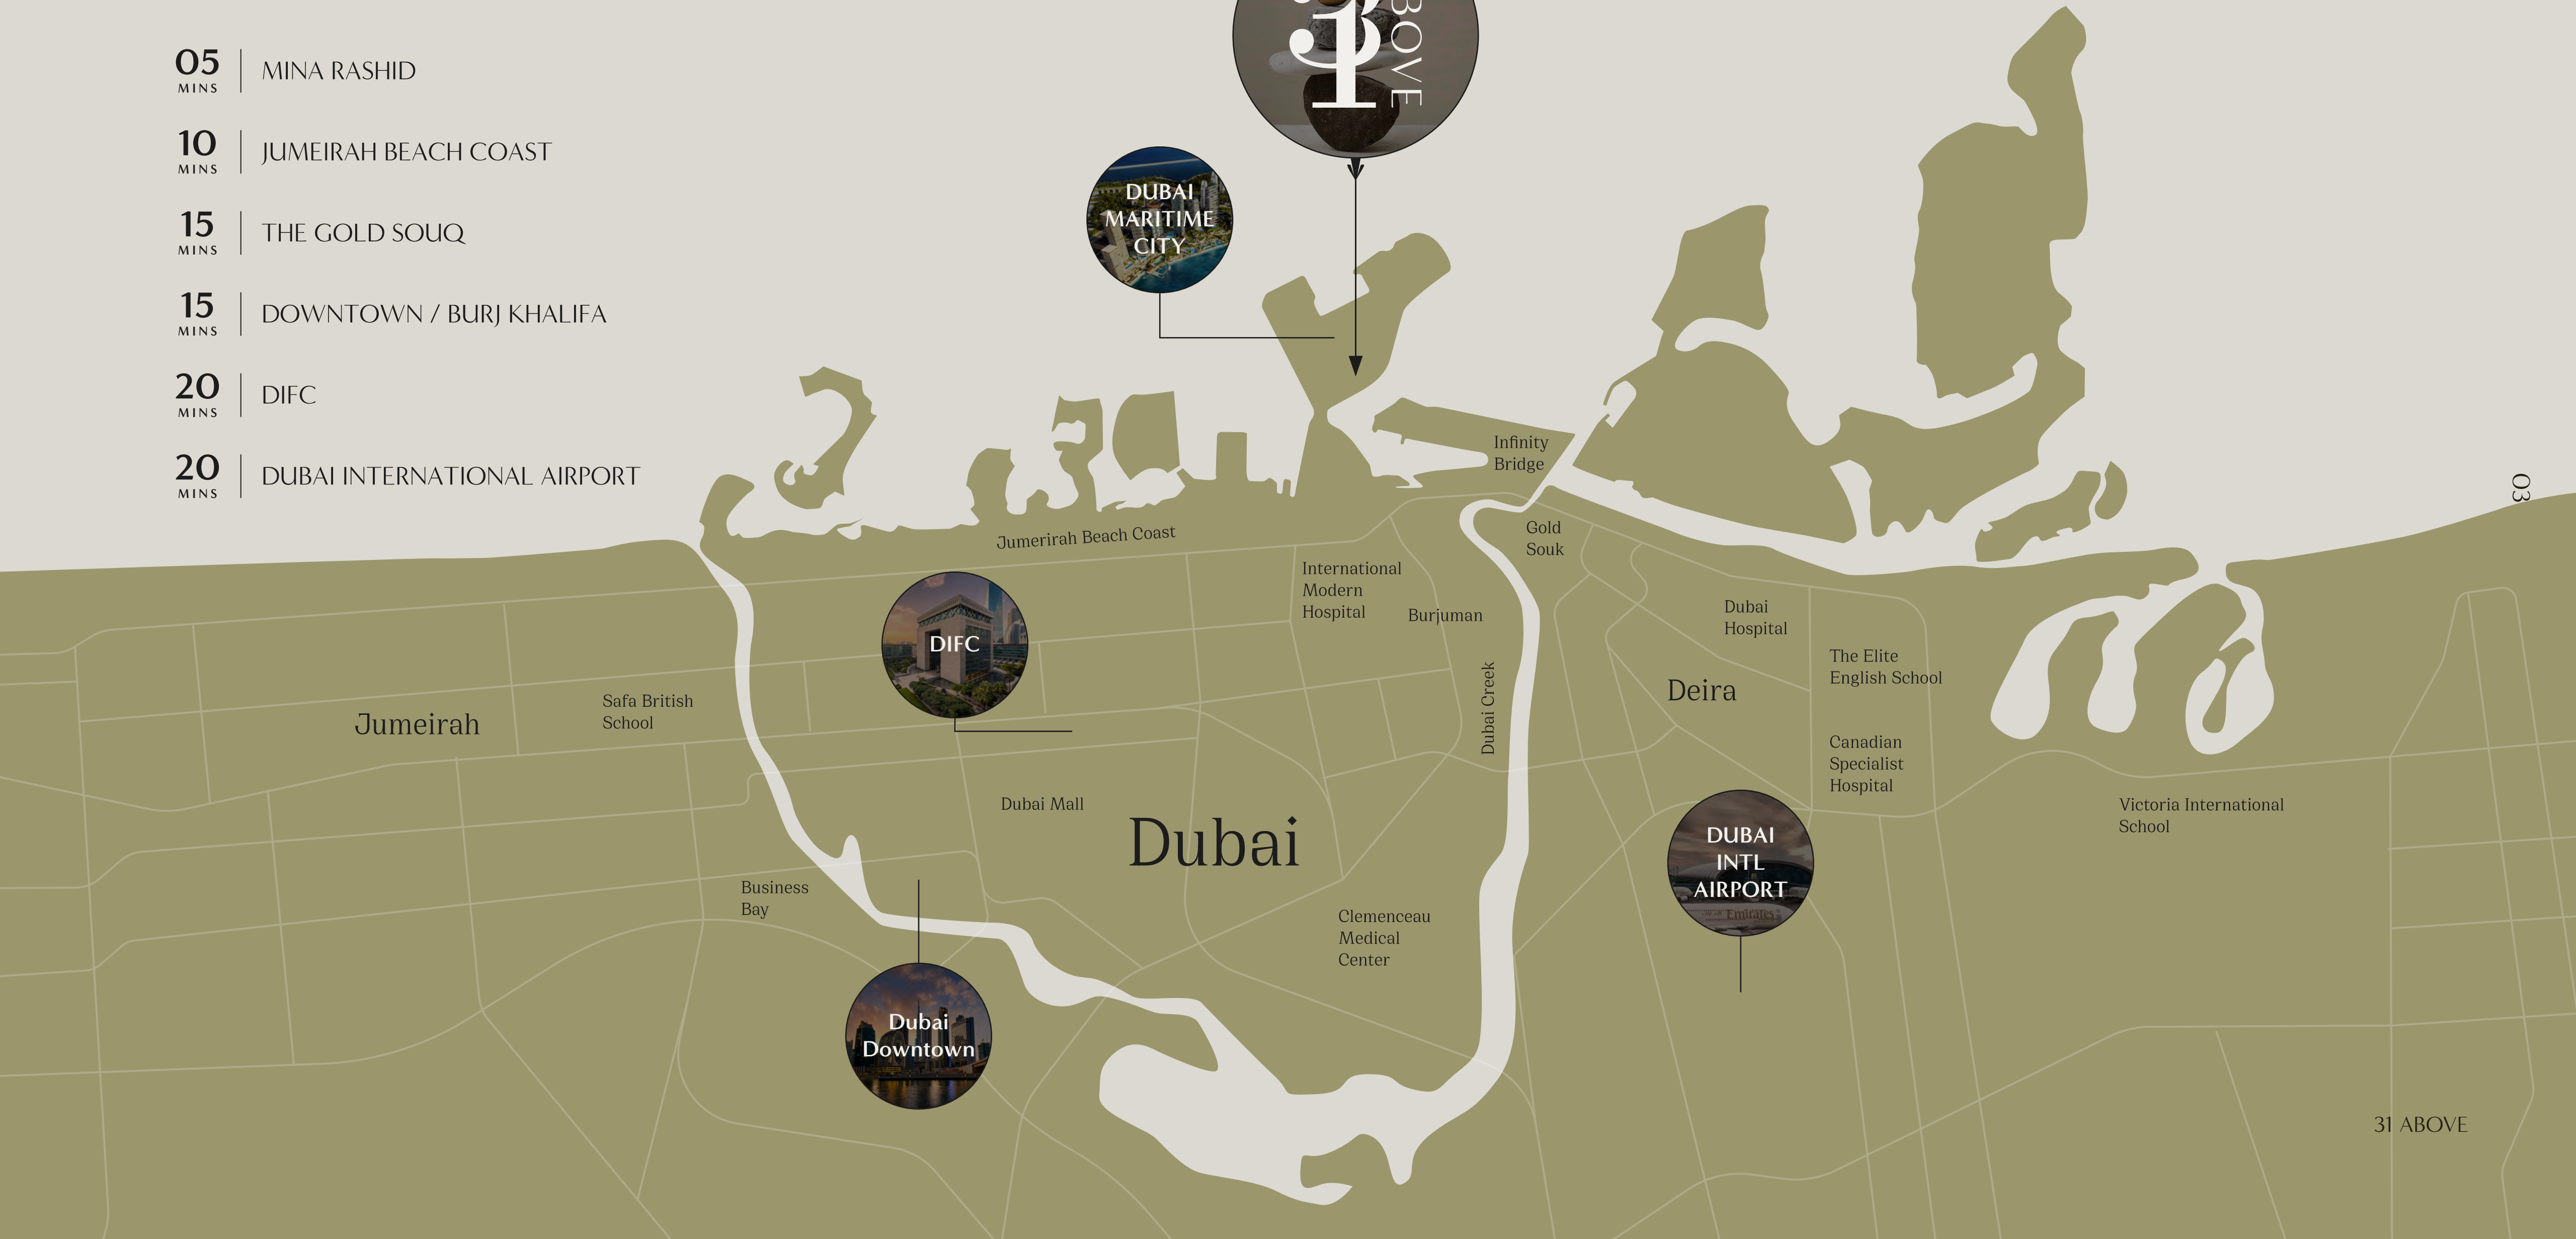 05 MINS MINA RASHID
10 MINS JUMEIRAH BEACH COAST
15 MINS THE GOLD SOUQ
15 MINS DOWNTOWN / BURJ KHALIFA
20 MINS DIFC
20 MINS DUBAI INTERNATIONAL AIRPORT
31
BOVE
DUBAI
MARITIME
CITY
Infinity
Bridge
03
Jumerirah Beach Coast
Gold
Souk
International
Modern
Hospital
Burjuman
Dubai
Hospital
DIFC
The Elite
English School
Deira
Dubai Creek
Safa British
School
Jumeirah
Canadian
Specialist
Hospital
Dubai Mall
Dubai
Victoria International
School
DUBAI
INTL
AIRPORT
Emirates
Business
Bay
Clemenceau
Medical
Center
Dubai
Downtown
31 ABOVE